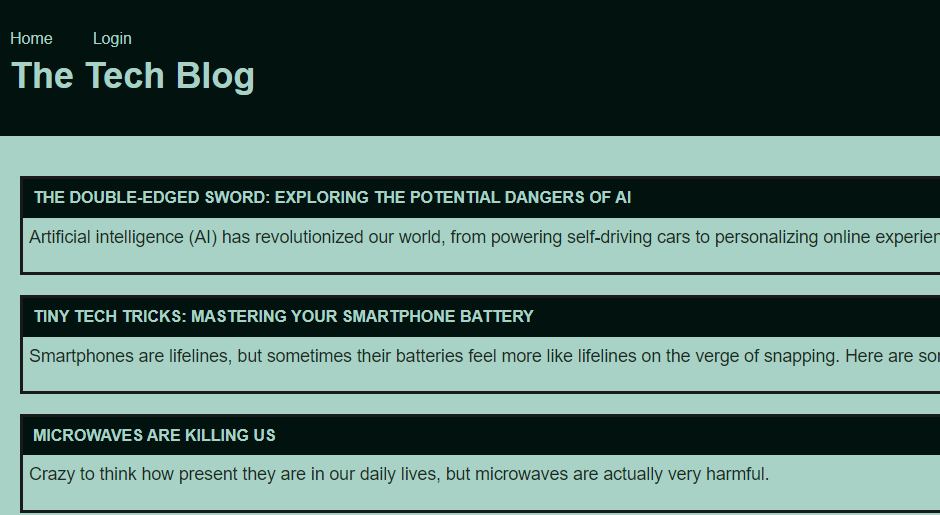 Home Login
The Tech Blog
THE DOUBLE-EDGED SWORD: EXPLORING THE POTENTIAL DANGERS OF AI
Artificial intelligence (AI) has revolutionized our world, from powering self-driving cars to personalizing online
TINY TECH TRICKS: MASTERING YOUR SMARTPHONE BATTERY
Smartphones are lifelines, but sometimes their batteries feel more like lifelines on the verge of snapping. Here are
MICROWAVES ARE KILLING US
Crazy to think how present they are in our daily lives, but microwaves are actually very harmful.